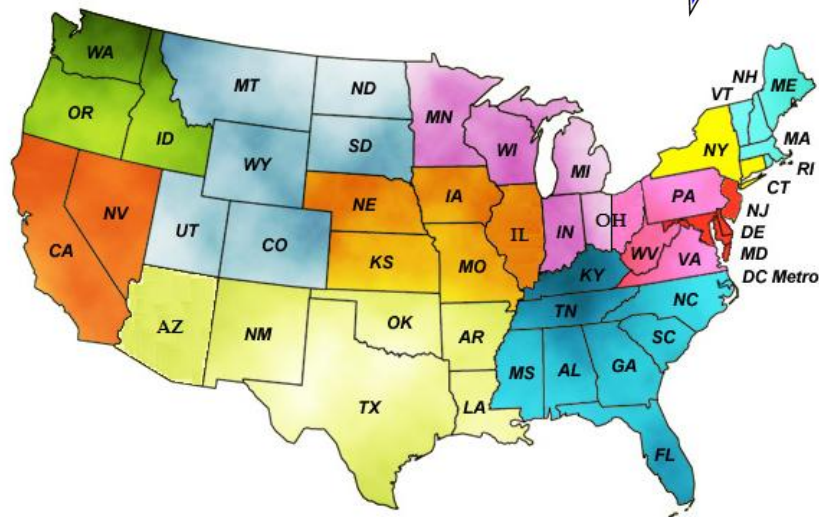 WA
MT
ND
MN
NH
VT
ME
OR
ID
SD
WI
MI
NY
MA
RI
CT
WY
NE
IA
PA
NJ
NV
UT
CO
IL
IN
OH
WV
VA
DE
MD
DC Metro
CA
KS
MO
KY
NC
TN
AZ
NM
OK
AR
SC
MS
AL
GA
TX
LA
FL